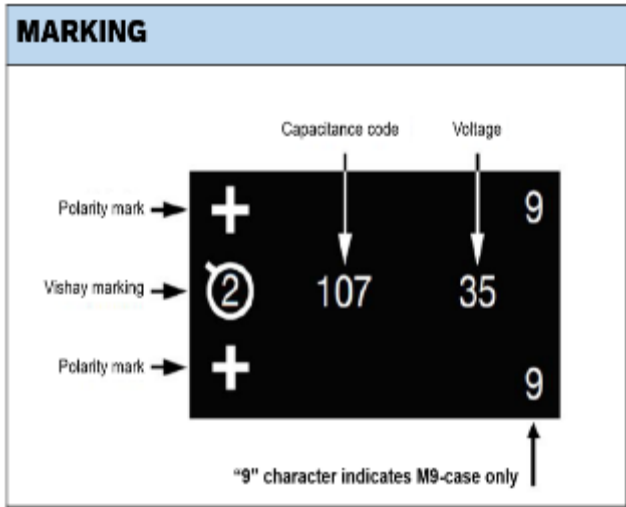 MARKING
Capacitance code Voltage
Polarity mark + 9
Vishay marking 2 107 35
Polarity mark + 9
“9” character indicates M9-case only